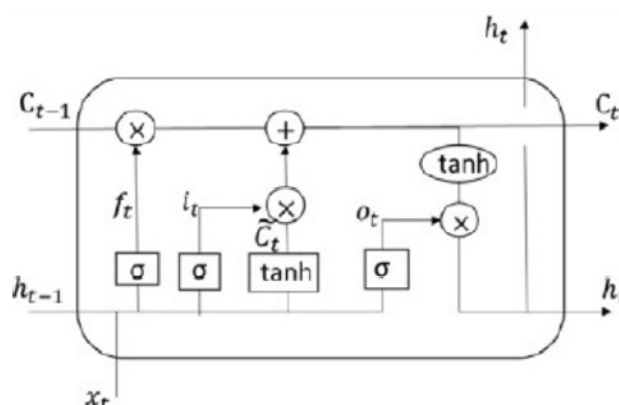 h_t
C_{t-1} × + C_t
tanh
f_t i_t × o_t ×
C̃_t
σ σ tanh σ
h_{t-1} h
x_t